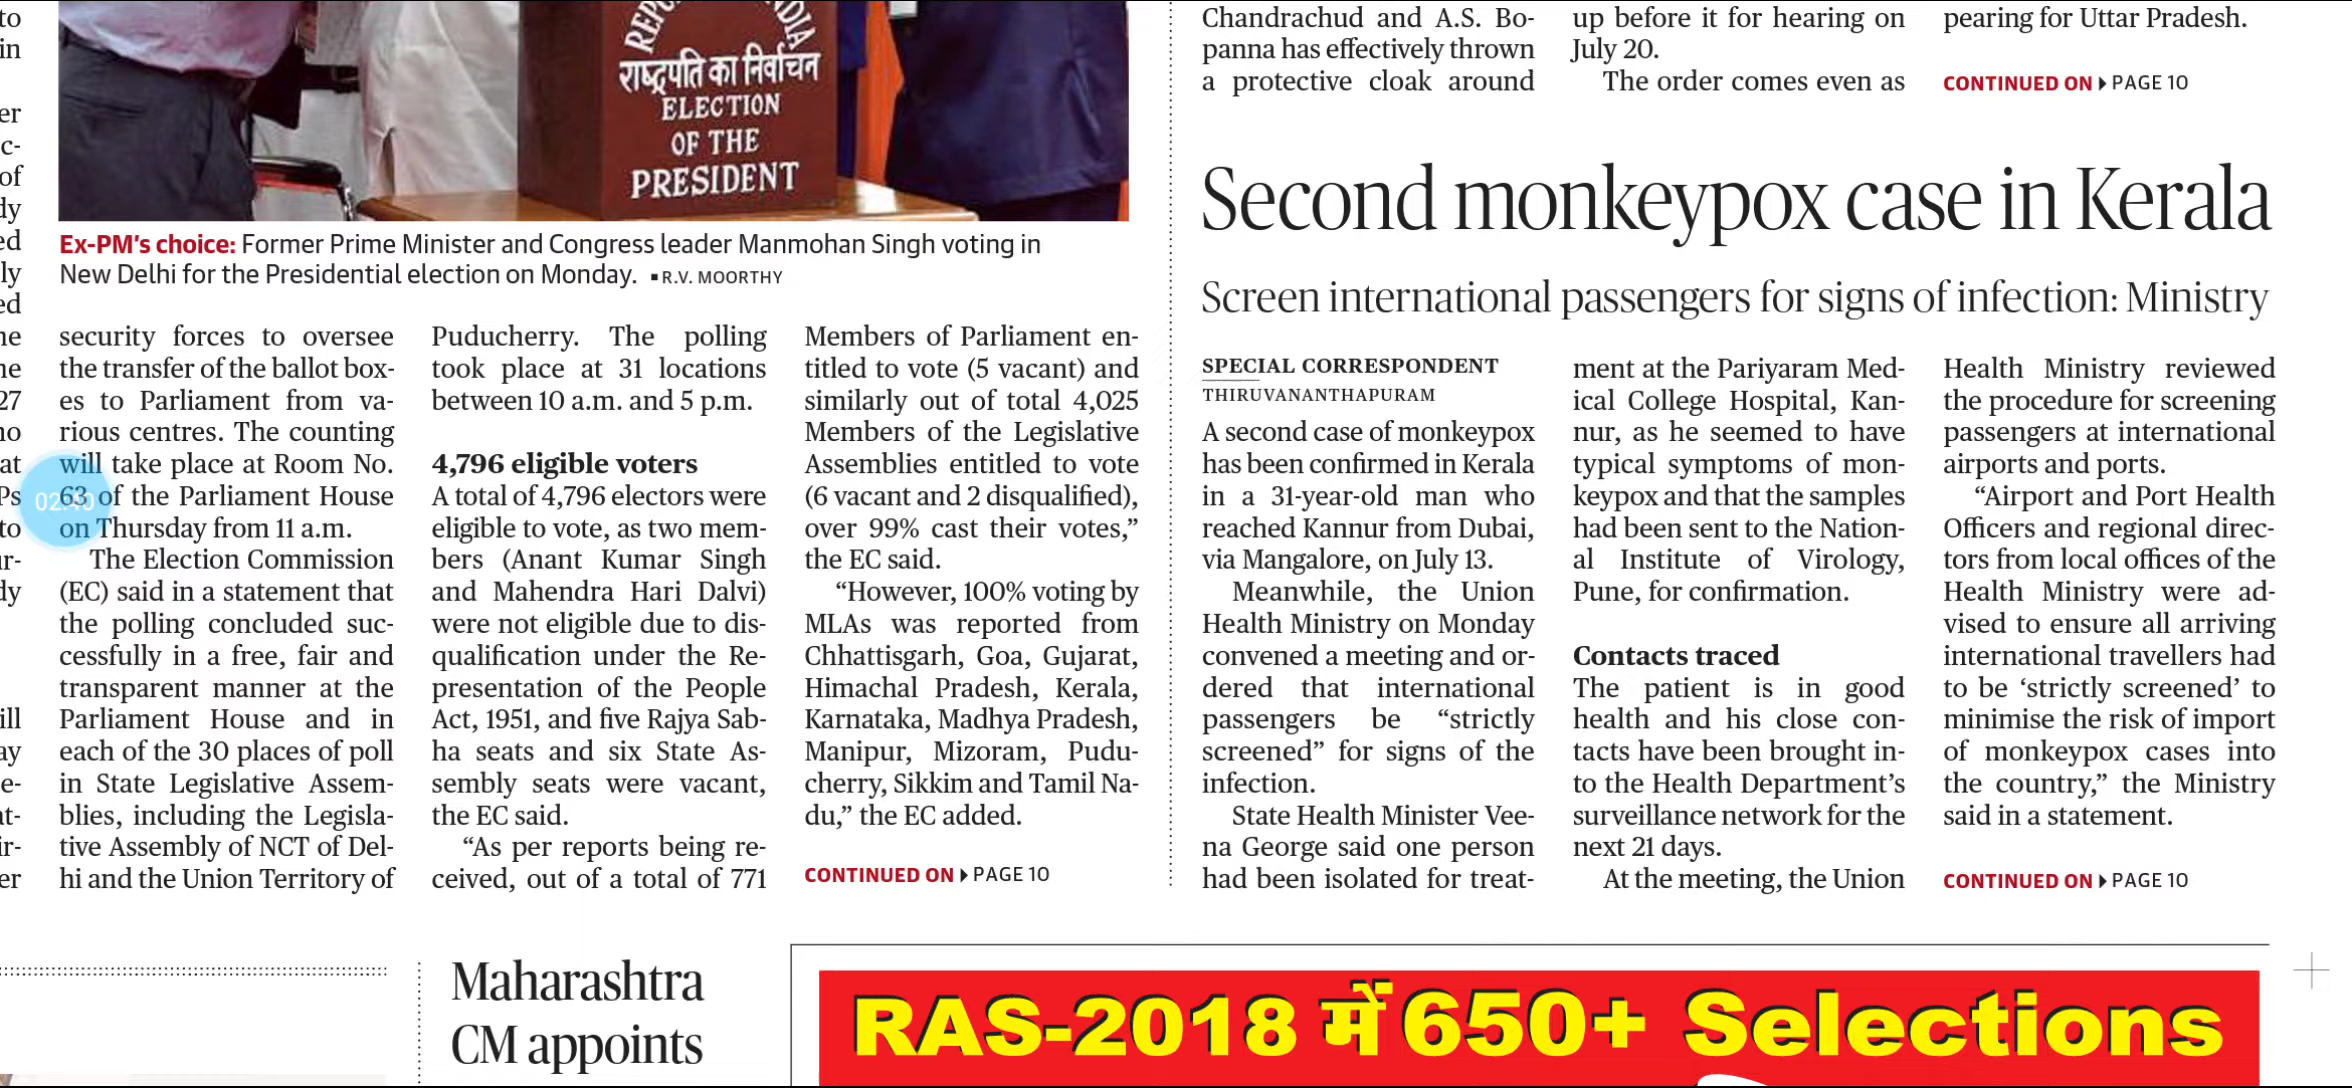 to
in
er
c-
of
dy
ed
ly
ed
ne
ne
27
no
at
Ps
to
ur-
dy
ill
ay
e-
at-
ir-
er
INDIA
राष्ट्रपति का निर्वाचन
ELECTION
OF THE
PRESIDENT
Ex-PM's choice: Former Prime Minister and Congress leader Manmohan Singh voting in
New Delhi for the Presidential election on Monday. ▪ R.V. MOORTHY
security forces to oversee
the transfer of the ballot box-
es to Parliament from va-
rious centres. The counting
will take place at Room No.
63 of the Parliament House
on Thursday from 11 a.m.
The Election Commission
(EC) said in a statement that
the polling concluded suc-
cessfully in a free, fair and
transparent manner at the
Parliament House and in
each of the 30 places of poll
in State Legislative Assem-
blies, including the Legisla-
tive Assembly of NCT of Del-
hi and the Union Territory of
02:40
Puducherry. The polling
took place at 31 locations
between 10 a.m. and 5 p.m.
4,796 eligible voters
A total of 4,796 electors were
eligible to vote, as two mem-
bers (Anant Kumar Singh
and Mahendra Hari Dalvi)
were not eligible due to dis-
qualification under the Re-
presentation of the People
Act, 1951, and five Rajya Sab-
ha seats and six State As-
sembly seats were vacant,
the EC said.
“As per reports being re-
ceived, out of a total of 771
Members of Parliament en-
titled to vote (5 vacant) and
similarly out of total 4,025
Members of the Legislative
Assemblies entitled to vote
(6 vacant and 2 disqualified),
over 99% cast their votes,”
the EC said.
“However, 100% voting by
MLAs was reported from
Chhattisgarh, Goa, Gujarat,
Himachal Pradesh, Kerala,
Karnataka, Madhya Pradesh,
Manipur, Mizoram, Pudu-
cherry, Sikkim and Tamil Na-
du,” the EC added.
CONTINUED ON ▸ PAGE 10
Chandrachud and A.S. Bo-
panna has effectively thrown
a protective cloak around
up before it for hearing on
July 20.
The order comes even as
pearing for Uttar Pradesh.
CONTINUED ON ▸ PAGE 10
Second monkeypox case in Kerala
Screen international passengers for signs of infection: Ministry
SPECIAL CORRESPONDENT
THIRUVANANTHAPURAM
A second case of monkeypox
has been confirmed in Kerala
in a 31-year-old man who
reached Kannur from Dubai,
via Mangalore, on July 13.
Meanwhile, the Union
Health Ministry on Monday
convened a meeting and or-
dered that international
passengers be “strictly
screened” for signs of the
infection.
State Health Minister Vee-
na George said one person
had been isolated for treat-
ment at the Pariyaram Med-
ical College Hospital, Kan-
nur, as he seemed to have
typical symptoms of mon-
keypox and that the samples
had been sent to the Nation-
al Institute of Virology,
Pune, for confirmation.
Contacts traced
The patient is in good
health and his close con-
tacts have been brought in-
to the Health Department's
surveillance network for the
next 21 days.
At the meeting, the Union
Health Ministry reviewed
the procedure for screening
passengers at international
airports and ports.
“Airport and Port Health
Officers and regional direc-
tors from local offices of the
Health Ministry were ad-
vised to ensure all arriving
international travellers had
to be ‘strictly screened’ to
minimise the risk of import
of monkeypox cases into
the country,” the Ministry
said in a statement.
CONTINUED ON ▸ PAGE 10
Maharashtra
CM appoints
RAS-2018 में 650+ Selections